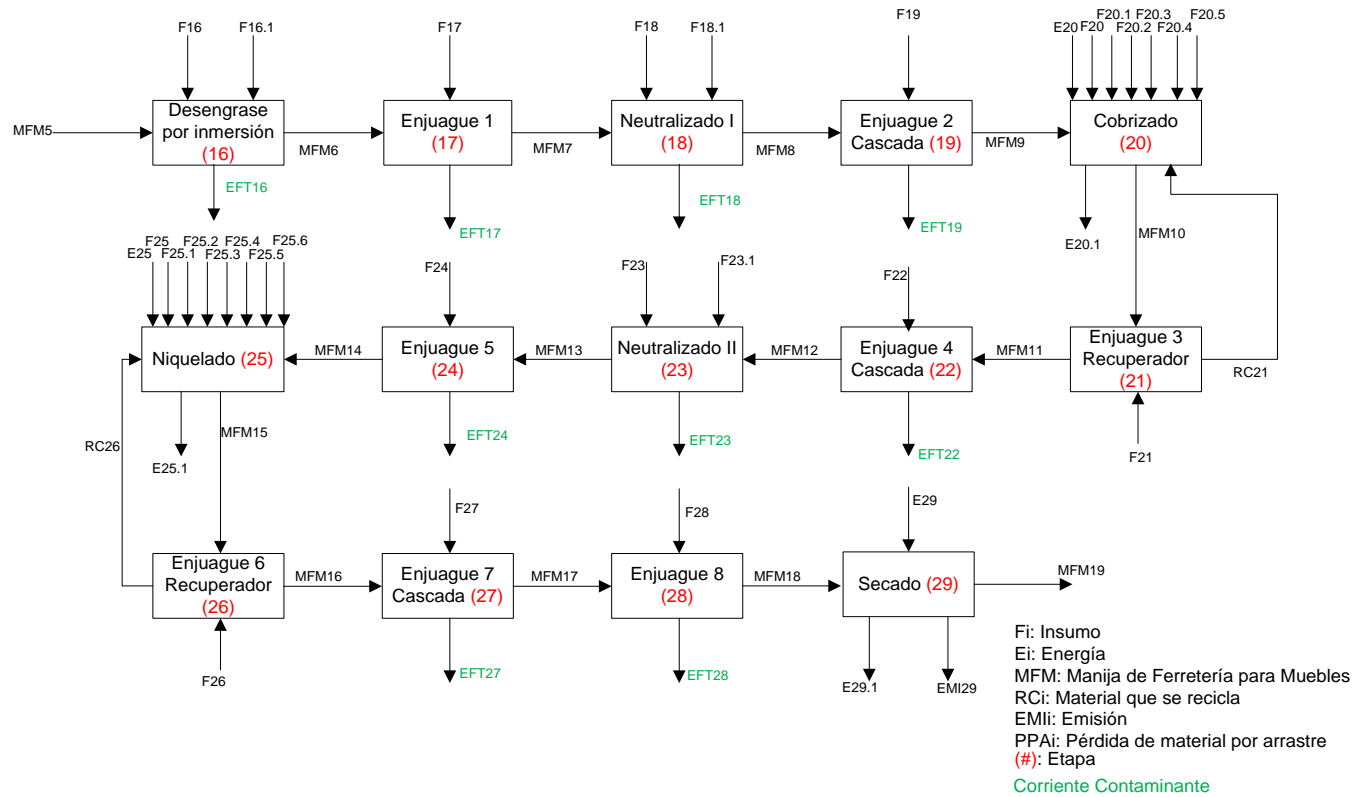 F16
F16.1
F17
F18
F18.1
F19
E20
F20
F20.1
F20.2
F20.3
F20.4
F20.5
MFM5
Desengrase
por inmersión
(16)
MFM6
Enjuague 1
(17)
MFM7
Neutralizado I
(18)
MFM8
Enjuague 2
Cascada (19)
MFM9
Cobrizado
(20)
EFT16
EFT17
EFT18
EFT19
E20.1
MFM10
RC21
E25
F25
F25.1
F25.2
F25.3
F25.4
F25.5
F25.6
F24
F23
F23.1
F22
Niquelado (25)
MFM14
Enjuague 5
(24)
MFM13
Neutralizado II
(23)
MFM12
Enjuague 4
Cascada (22)
MFM11
Enjuague 3
Recuperador
(21)
RC26
E25.1
MFM15
EFT24
EFT23
EFT22
F21
F27
F28
E29
Enjuague 6
Recuperador
(26)
MFM16
Enjuague 7
Cascada (27)
MFM17
Enjuague 8
(28)
MFM18
Secado (29)
MFM19
F26
EFT27
EFT28
E29.1
EMI29
Fi: Insumo
Ei: Energía
MFM: Manija de Ferretería para Muebles
RCi: Material que se recicla
EMIi: Emisión
PPAi: Pérdida de material por arrastre
(#): Etapa
Corriente Contaminante